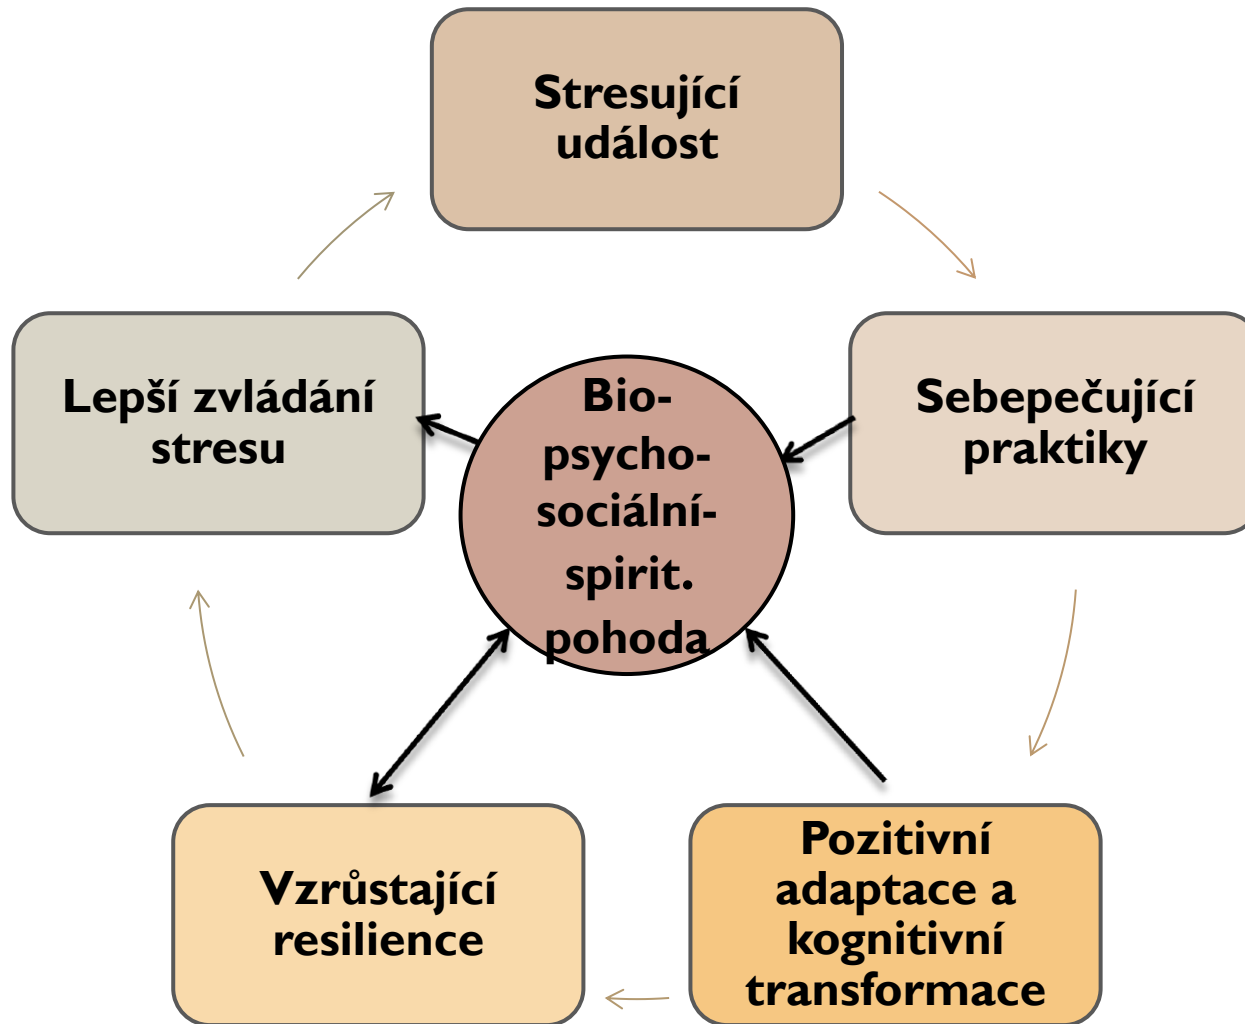 Stresující
událost
Lepší zvládání
stresu
Bio-
psycho-
sociální-
spirit.
pohoda
Sebepečující
praktiky
Vzrůstající
resilience
Pozitivní
adaptace a
kognitivní
transformace